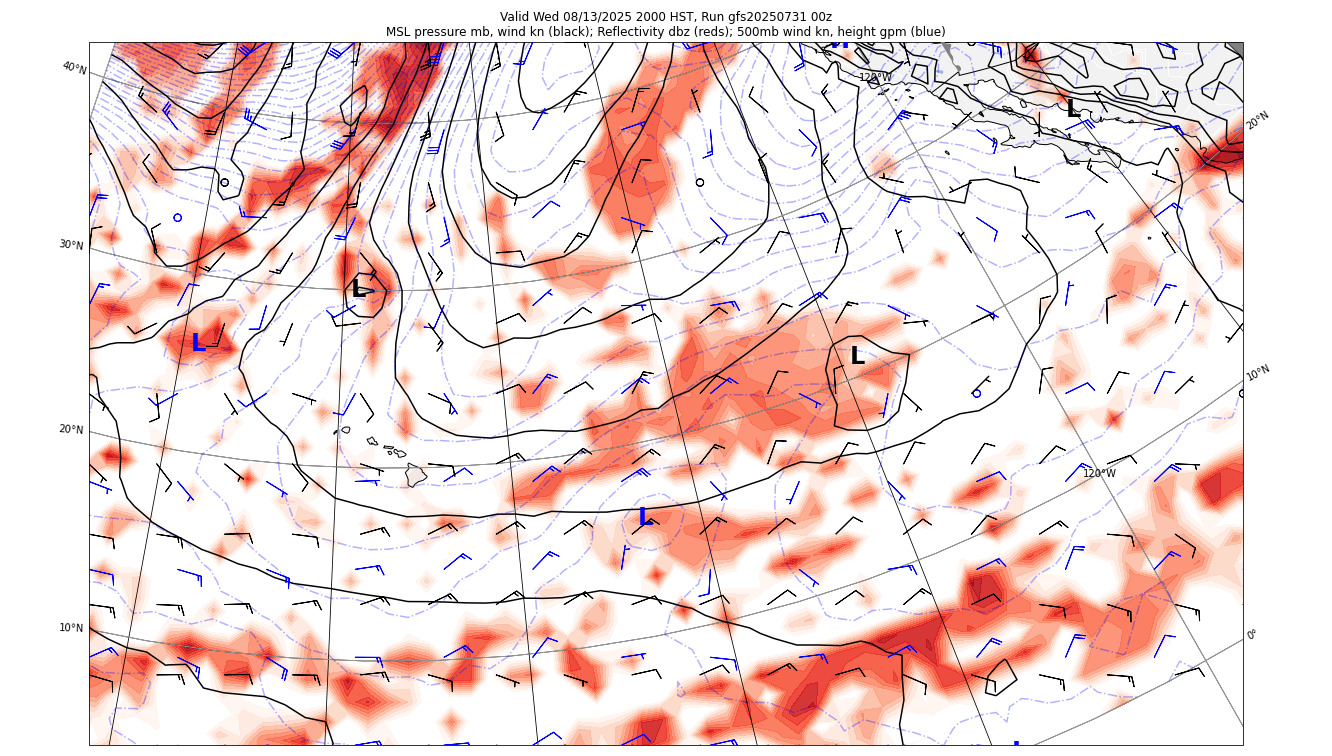 Valid Wed 08/13/2025 2000 HST, Run gfs20250731 00z
MSL pressure mb, wind kn (black); Reflectivity dbz (reds); 500mb wind kn, height gpm (blue)
40°N
120°W
L
20°N
30°N
L
L
L
10°N
20°N
120°W
L
10°N
0°